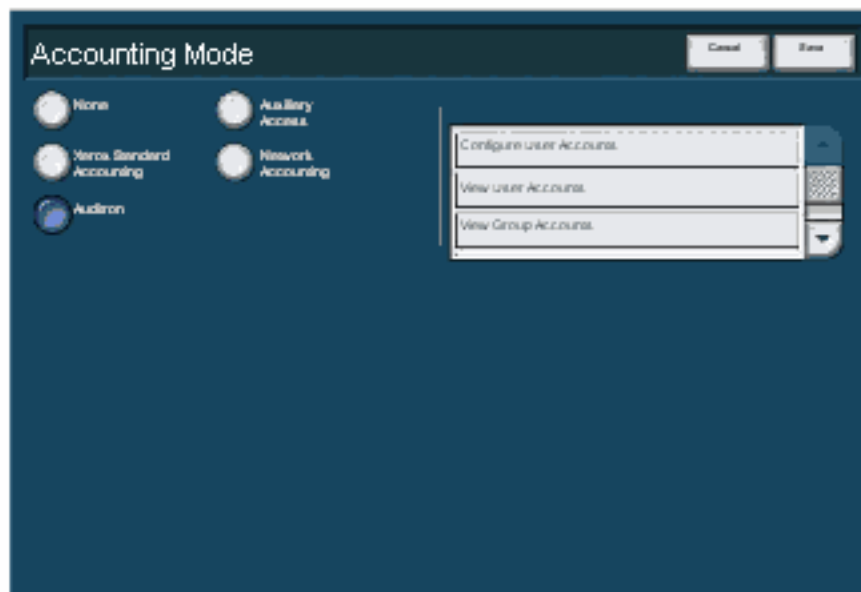 Accounting Mode
Cancel
Save
None
Auxiliary
Access
Xerox Standard
Accounting
Network
Accounting
Auditron
Configure User Accounts
View User Accounts
View Group Accounts